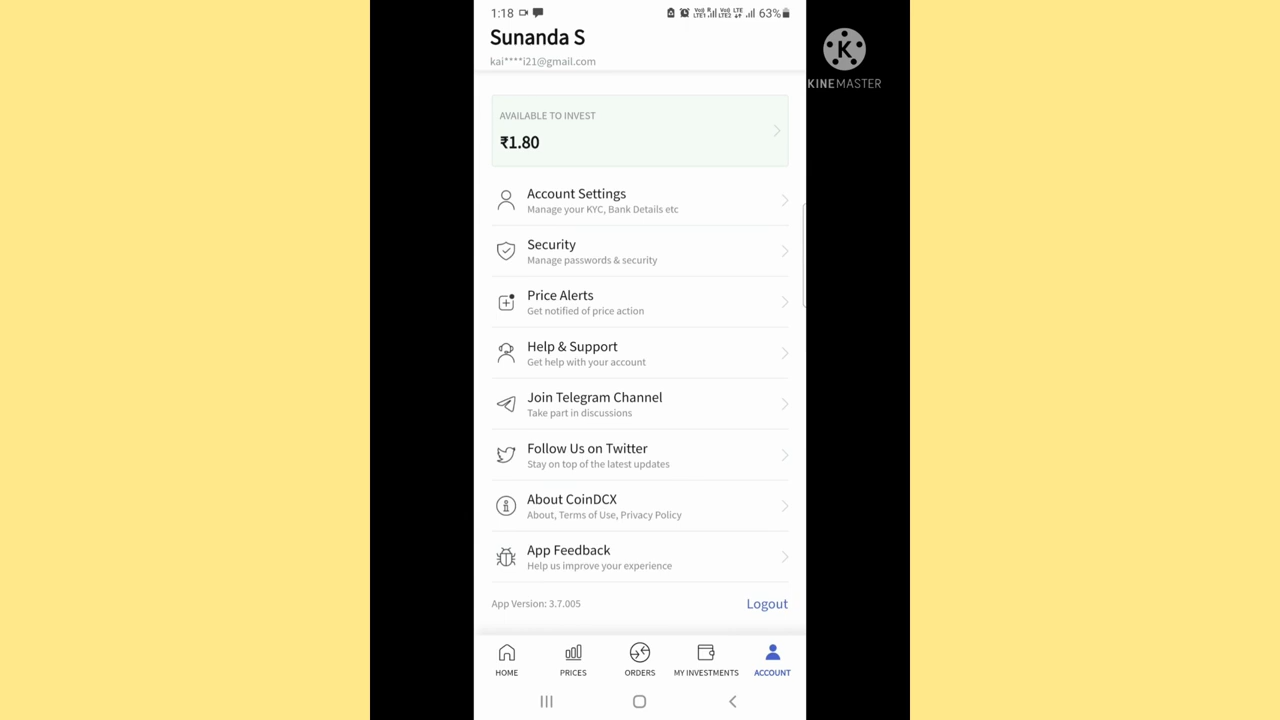 1:18
63%
Sunanda S
kai****i21@gmail.com
K
KINEMASTER
AVAILABLE TO INVEST
₹1.80
Account Settings
Manage your KYC, Bank Details etc
Security
Manage passwords & security
Price Alerts
Get notified of price action
Help & Support
Get help with your account
Join Telegram Channel
Take part in discussions
Follow Us on Twitter
Stay on top of the latest updates
About CoinDCX
About, Terms of Use, Privacy Policy
App Feedback
Help us improve your experience
App Version: 3.7.005
Logout
HOME PRICES ORDERS MY INVESTMENTS ACCOUNT